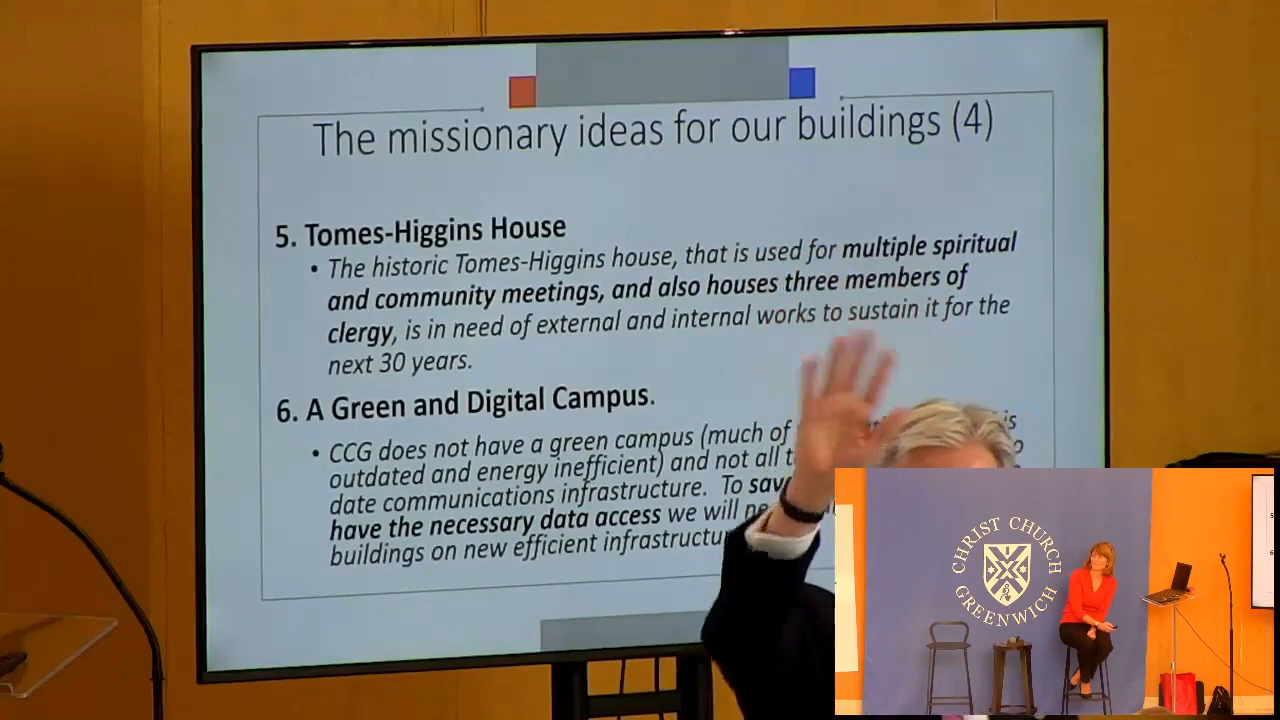 The missionary ideas for our buildings (4)
5. Tomes-Higgins House
• The historic Tomes-Higgins house, that is used for multiple spiritual
and community meetings, and also houses three members of
clergy, is in need of external and internal works to sustain it for the
next 30 years.
6. A Green and Digital Campus.
• CCG does not have a green campus (much of
is
outdated and energy inefficient) and not all
date communications infrastructure. To save
have the necessary data access we will
buildings on new efficient
CHRIST CHURCH
GREENWICH